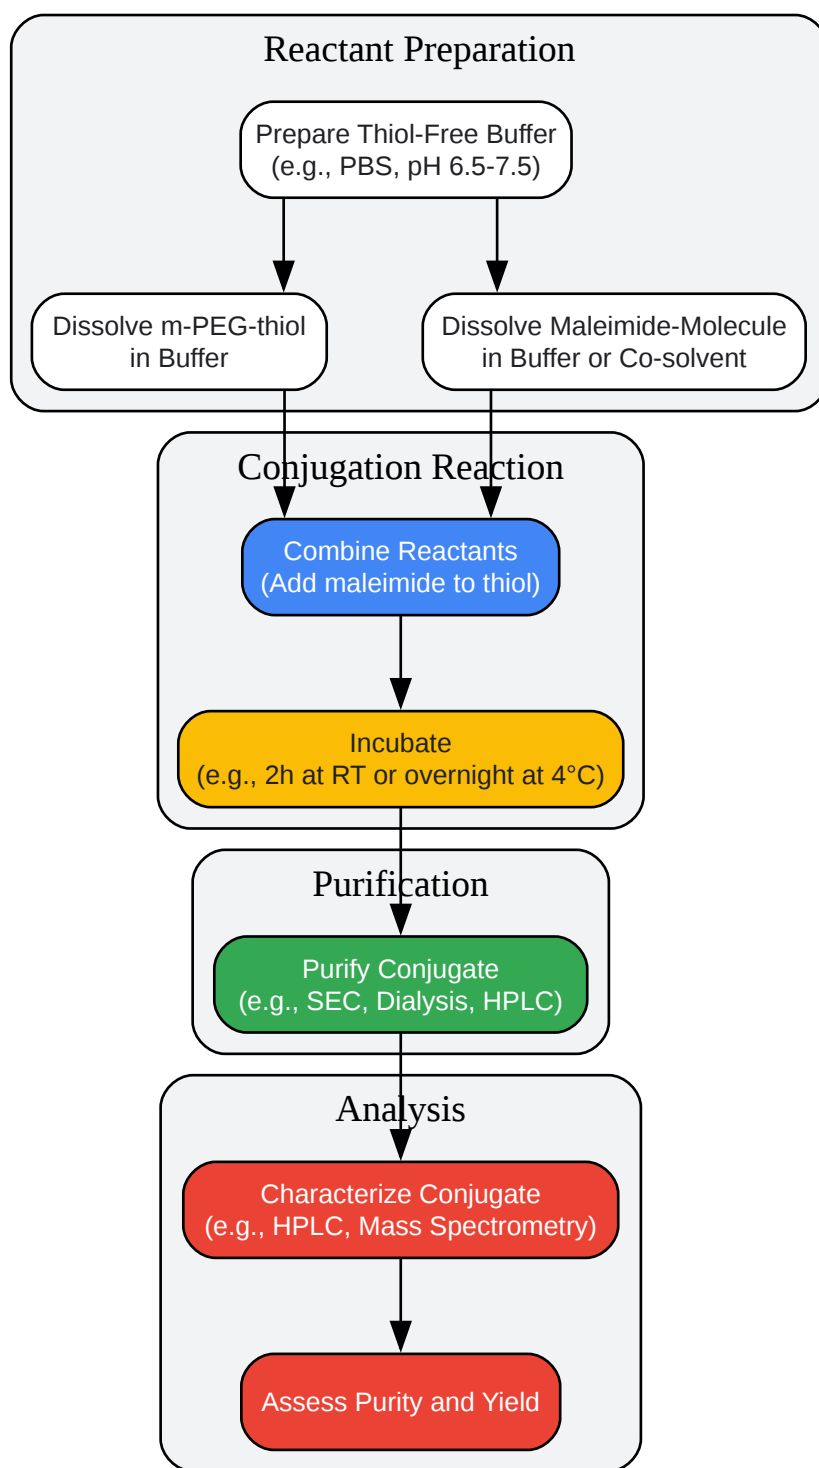 Reactant Preparation
Prepare Thiol-Free Buffer
(e.g., PBS, pH 6.5-7.5)
Dissolve m-PEG-thiol
in Buffer
Dissolve Maleimide-Molecule
in Buffer or Co-solvent
Conjugation Reaction
Combine Reactants
(Add maleimide to thiol)
Incubate
(e.g., 2h at RT or overnight at 4°C)
Purification
Purify Conjugate
(e.g., SEC, Dialysis, HPLC)
Analysis
Characterize Conjugate
(e.g., HPLC, Mass Spectrometry)
Assess Purity and Yield